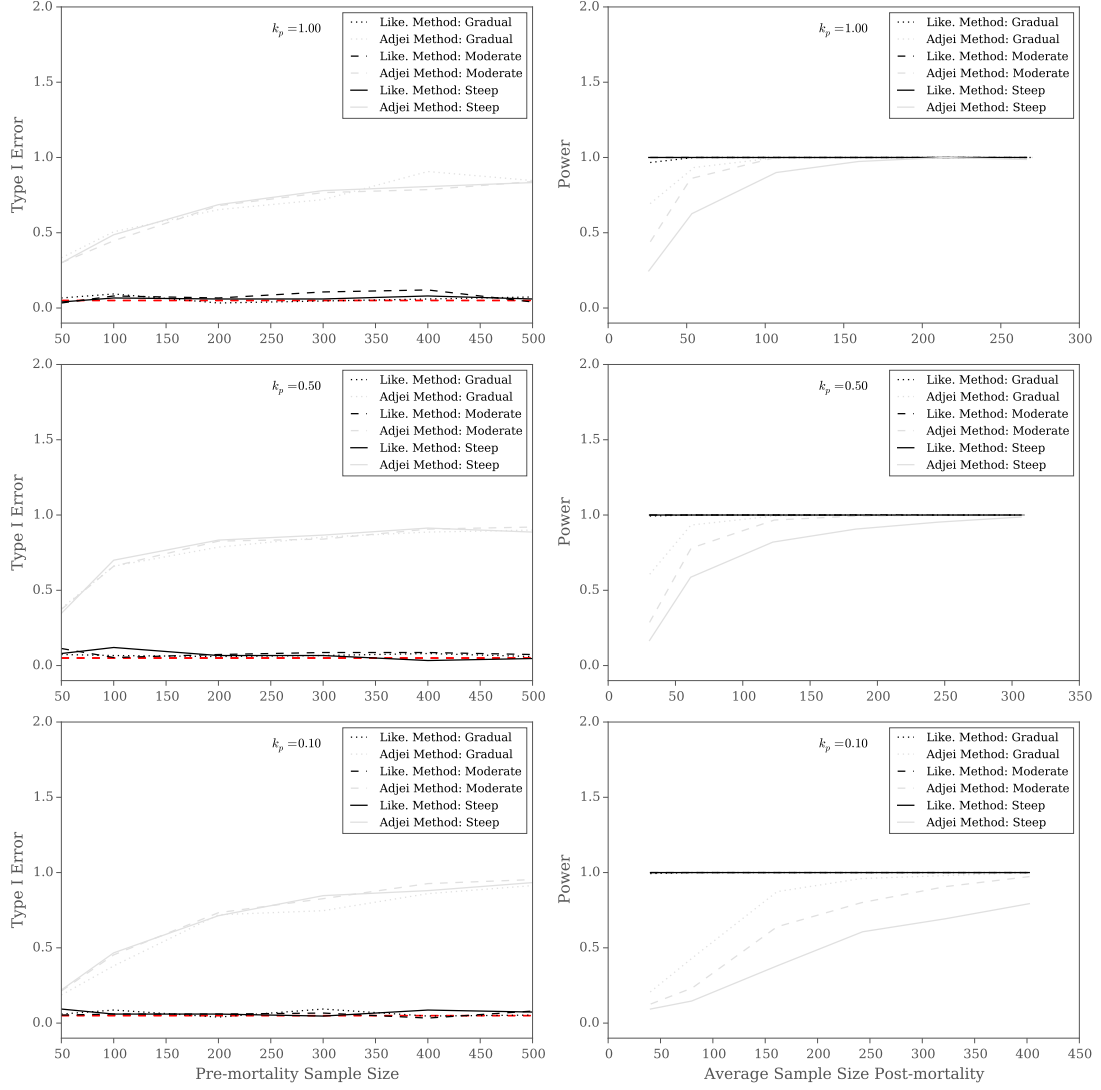 2.0
1.5
1.0
0.5
0.0
Type I Error
50 100 150 200 250 300 350 400 450 500
k_p =1.00
Like. Method: Gradual
Adjei Method: Gradual
Like. Method: Moderate
Adjei Method: Moderate
Like. Method: Steep
Adjei Method: Steep
2.0
1.5
1.0
0.5
0.0
Power
0 50 100 150 200 250 300
k_p =1.00
Like. Method: Gradual
Adjei Method: Gradual
Like. Method: Moderate
Adjei Method: Moderate
Like. Method: Steep
Adjei Method: Steep
2.0
1.5
1.0
0.5
0.0
Type I Error
50 100 150 200 250 300 350 400 450 500
k_p =0.50
Like. Method: Gradual
Adjei Method: Gradual
Like. Method: Moderate
Adjei Method: Moderate
Like. Method: Steep
Adjei Method: Steep
2.0
1.5
1.0
0.5
0.0
Power
0 50 100 150 200 250 300 350
k_p =0.50
Like. Method: Gradual
Adjei Method: Gradual
Like. Method: Moderate
Adjei Method: Moderate
Like. Method: Steep
Adjei Method: Steep
2.0
1.5
1.0
0.5
0.0
Type I Error
50 100 150 200 250 300 350 400 450 500
Pre-mortality Sample Size
k_p =0.10
Like. Method: Gradual
Adjei Method: Gradual
Like. Method: Moderate
Adjei Method: Moderate
Like. Method: Steep
Adjei Method: Steep
2.0
1.5
1.0
0.5
0.0
Power
0 50 100 150 200 250 300 350 400 450
Average Sample Size Post-mortality
k_p =0.10
Like. Method: Gradual
Adjei Method: Gradual
Like. Method: Moderate
Adjei Method: Moderate
Like. Method: Steep
Adjei Method: Steep